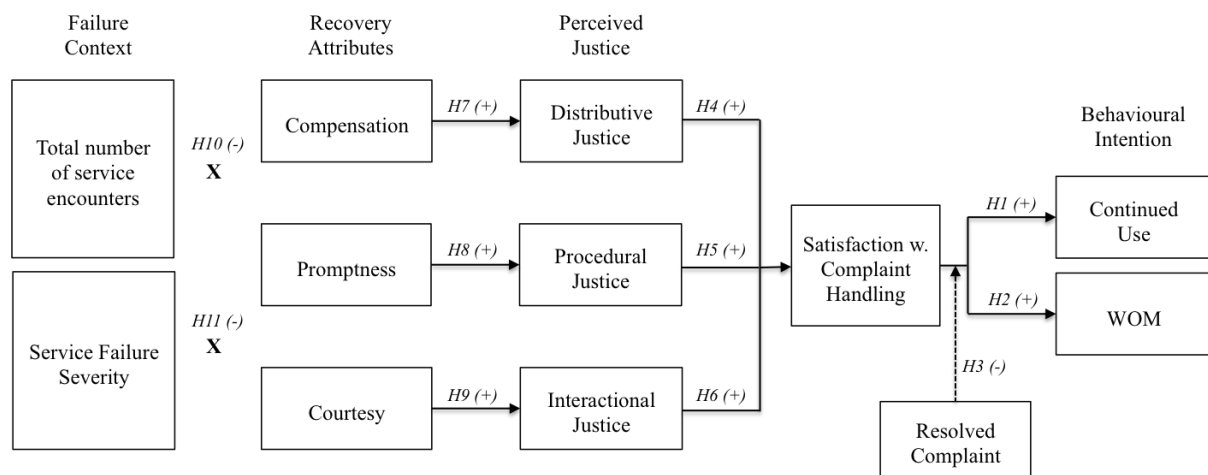 Failure
Context
Recovery
Attributes
Perceived
Justice
Behavioural
Intention
Total number
of service
encounters
Service Failure
Severity
H10 (-)
X
H11 (-)
X
Compensation
H7 (+)
Distributive
Justice
H4 (+)
Promptness
H8 (+)
Procedural
Justice
H5 (+)
Courtesy
H9 (+)
Interactional
Justice
H6 (+)
Satisfaction w.
Complaint
Handling
H1 (+)
Continued
Use
H2 (+)
WOM
H3 (-)
Resolved
Complaint